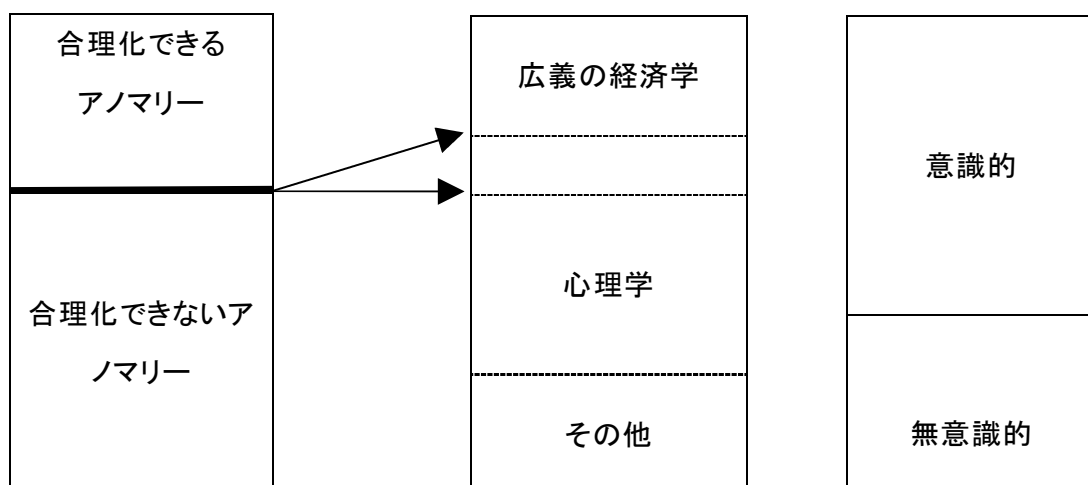 合理化できる
アノマリー
合理化できないア
ノマリー
広義の経済学
心理学
その他
意識的
無意識的